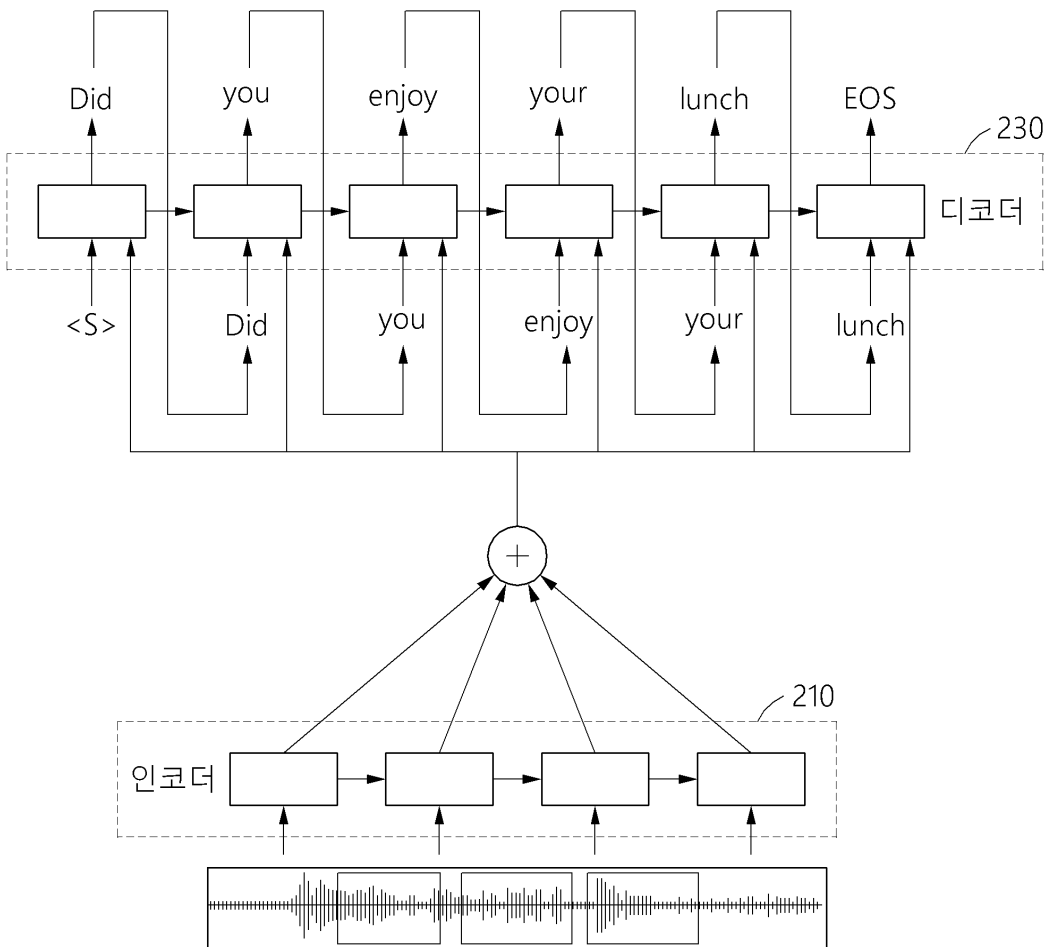 Did you enjoy your lunch EOS
230
디코더
<S> Did you enjoy your lunch
+
210
인코더